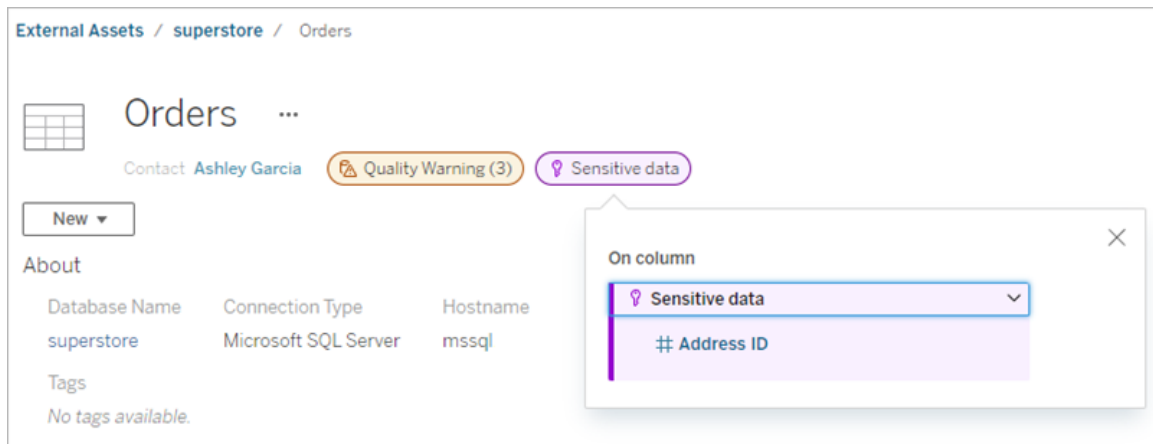 External Assets / superstore / Orders
Orders ...
Contact Ashley Garcia Quality Warning (3) Sensitive data
New
About
Database Name Connection Type Hostname
superstore Microsoft SQL Server mssql
Tags
No tags available.
On column
Sensitive data
# Address ID